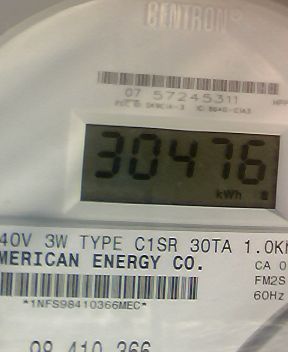 CENTRON®
07 57245311
30476
kWh
40V 3W TYPE C1SR 30TA 1.0K
MERICAN ENERGY CO.
CA 0
FM2S
60Hz
*1NFS98410366MEC*
98 410 366